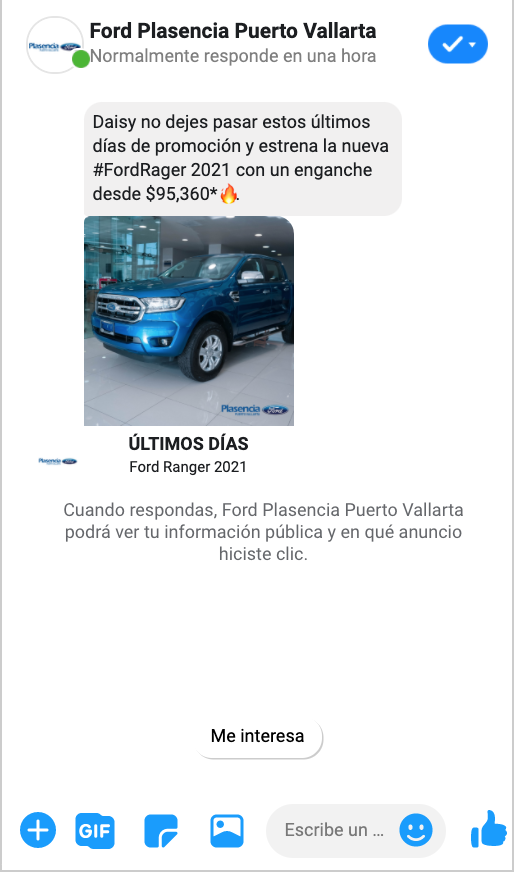 Ford Plasencia Puerto Vallarta
Plasencia
Normalmente responde en una hora
Daisy no dejes pasar estos últimos
días de promoción y estrena la nueva
#FordRager 2021 con un enganche
desde $95,360*🔥.
Plasencia Ford
PUERTO VALLARTA
ÚLTIMOS DÍAS
Plasencia
Ford Ranger 2021
Cuando respondas, Ford Plasencia Puerto Vallarta
podrá ver tu información pública y en qué anuncio
hiciste clic.
Me interesa
GIF
Escribe un ...